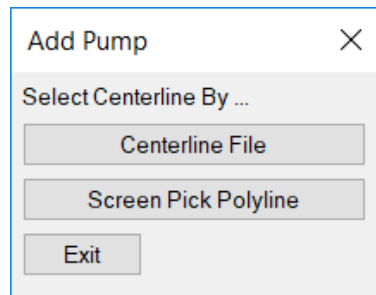 Add Pump
Select Centerline By ...
Centerline File
Screen Pick Polyline
Exit